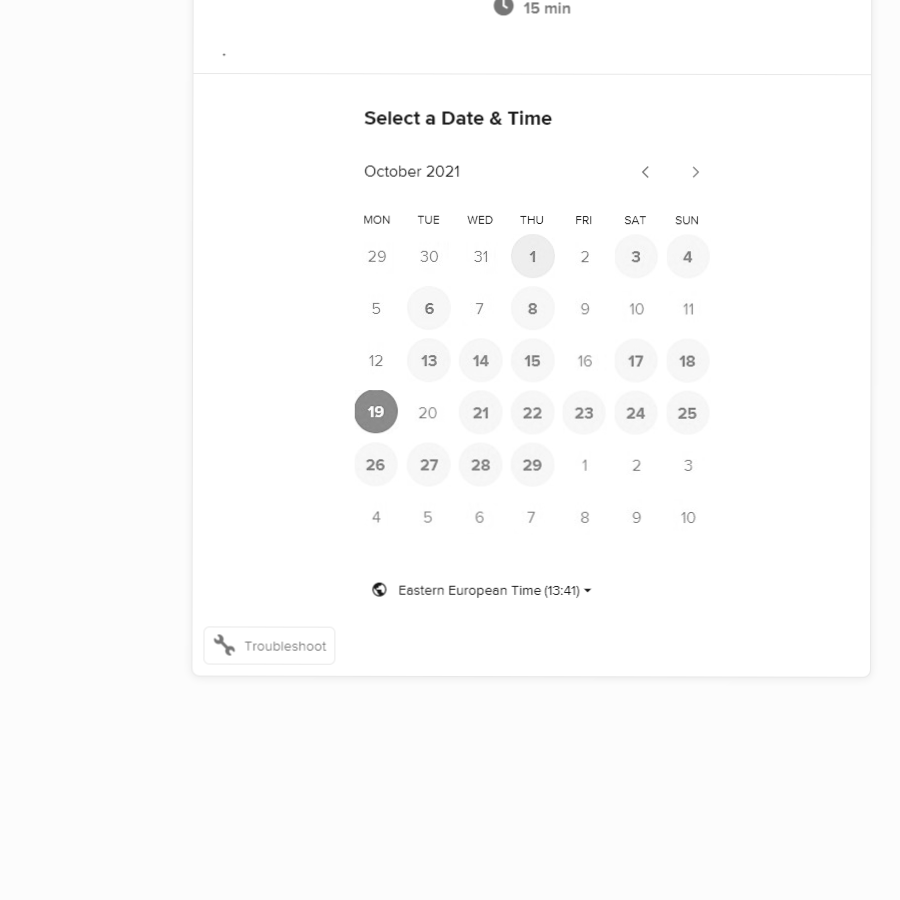 15 min
.
Select a Date & Time
October 2021
MON TUE WED THU FRI SAT SUN
29 30 31 1 2 3 4
5 6 7 8 9 10 11
12 13 14 15 16 17 18
19 20 21 22 23 24 25
26 27 28 29 1 2 3
4 5 6 7 8 9 10
Eastern European Time (13:41)
Troubleshoot